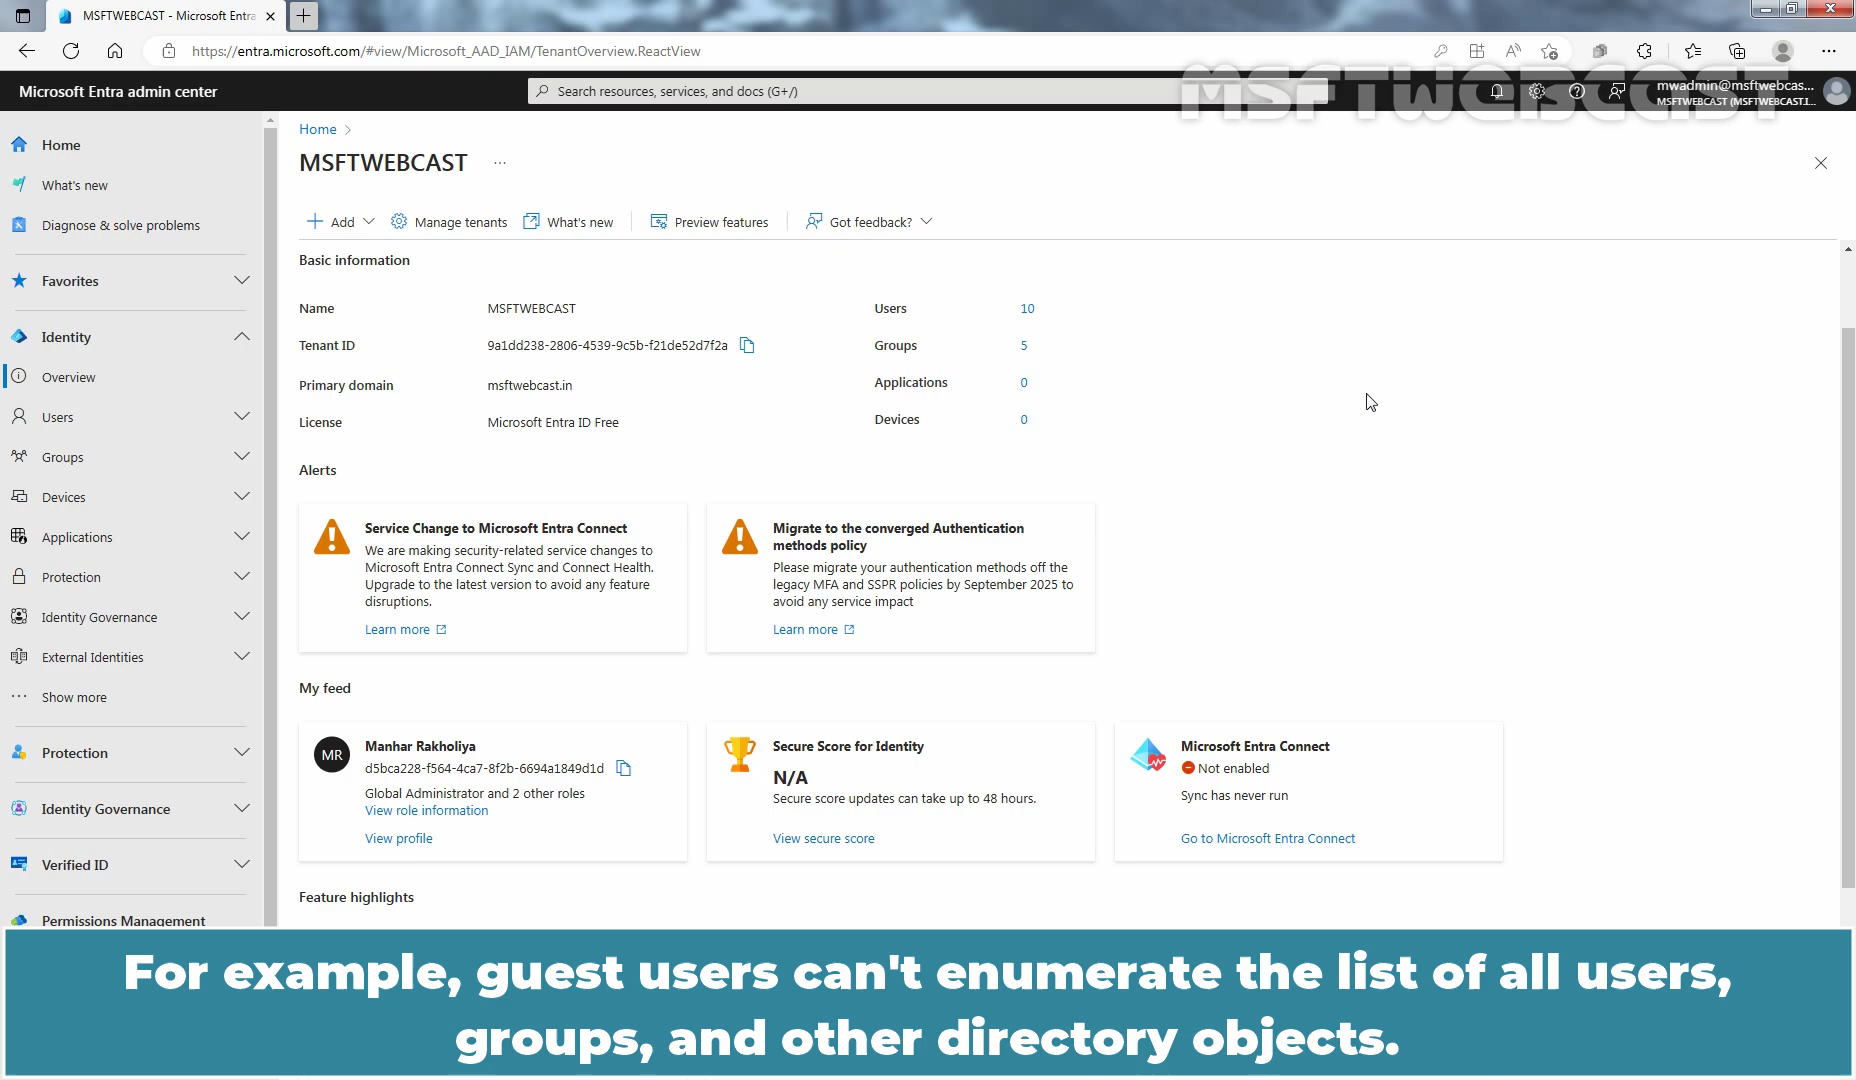 MSFTWEBCAST - Microsoft Entra
https://entra.microsoft.com/#view/Microsoft_AAD_IAM/TenantOverview.ReactView
MSFTWEBCAST
Microsoft Entra admin center
Search resources, services, and docs (G+/)
mwadmin@msftwebcas...
MSFTWEBCAST (MSFTWEBCAST.I...
Home
What's new
Diagnose & solve problems
Favorites
Identity
Overview
Users
Groups
Devices
Applications
Protection
Identity Governance
External Identities
Show more
Protection
Identity Governance
Verified ID
Permissions Management
Home
MSFTWEBCAST
Add
Manage tenants
What's new
Preview features
Got feedback?
Basic information
Name MSFTWEBCAST
Tenant ID 9a1dd238-2806-4539-9c5b-f21de52d7f2a
Primary domain msftwebcast.in
License Microsoft Entra ID Free
Users 10
Groups 5
Applications 0
Devices 0
Alerts
Service Change to Microsoft Entra Connect
We are making security-related service changes to
Microsoft Entra Connect Sync and Connect Health.
Upgrade to the latest version to avoid any feature
disruptions.
Learn more
Migrate to the converged Authentication
methods policy
Please migrate your authentication methods off the
legacy MFA and SSPR policies by September 2025 to
avoid any service impact
Learn more
My feed
MR
Manhar Rakholiya
d5bca228-f564-4ca7-8f2b-6694a1849d1d
Global Administrator and 2 other roles
View role information
View profile
Secure Score for Identity
N/A
Secure score updates can take up to 48 hours.
View secure score
Microsoft Entra Connect
Not enabled
Sync has never run
Go to Microsoft Entra Connect
Feature highlights
For example, guest users can't enumerate the list of all users,
groups, and other directory objects.